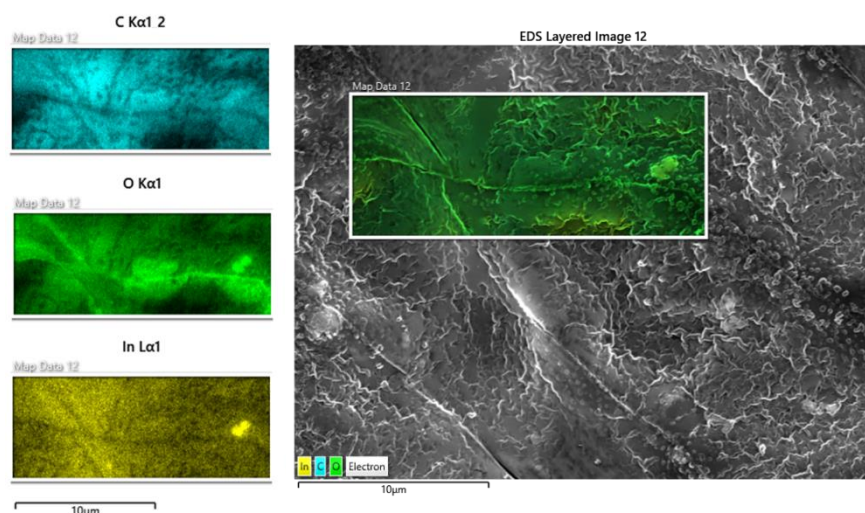 C Kα1 2
Map Data 12
O Kα1
Map Data 12
In Lα1
Map Data 12
10μm
EDS Layered Image 12
Map Data 12
In C O Electron
10μm